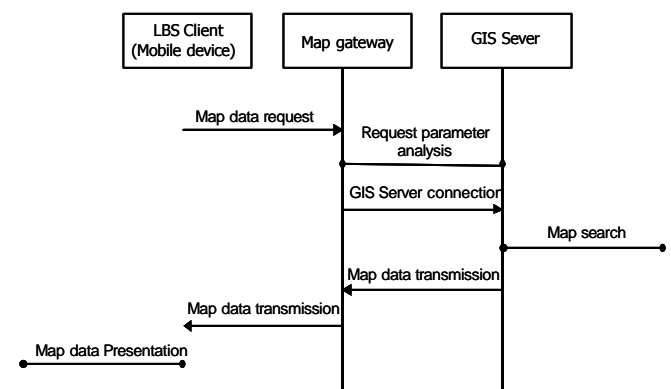 LBS Client
(Mobile device)
Map gateway
GIS Sever
Map data request
Request parameter
analysis
GIS Server connection
Map search
Map data transmission
Map data transmission
Map data Presentation